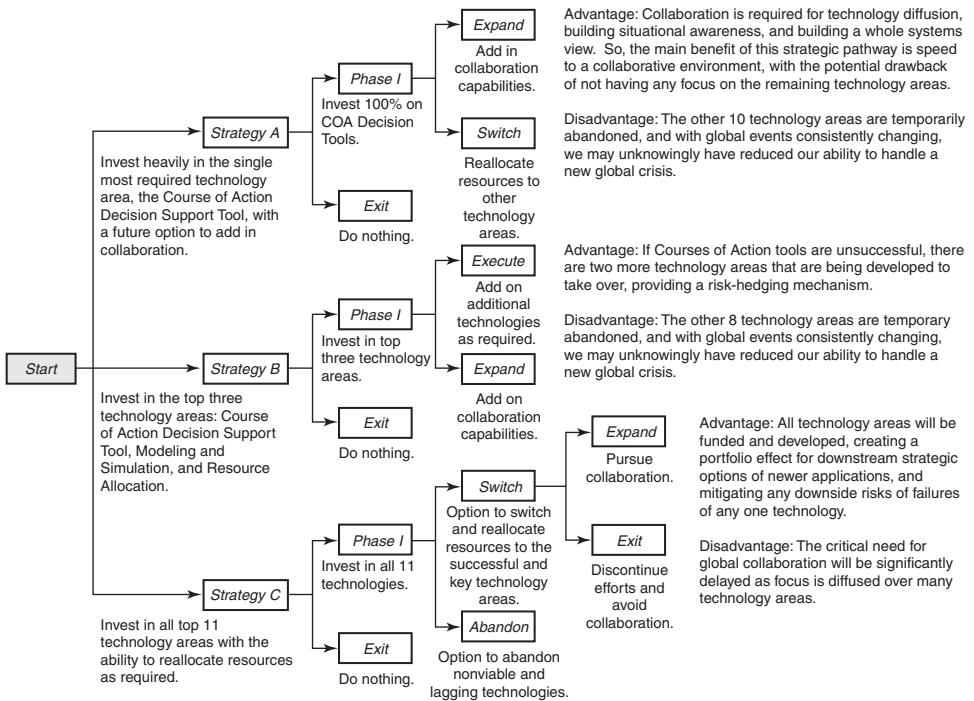 Start
Strategy A
Invest heavily in the single
most required technology
area, the Course of Action
Decision Support Tool, with
a future option to add in
collaboration.
Phase I
Invest 100% on
COA Decision
Tools.
Exit
Do nothing.
Expand
Add in
collaboration
capabilities.
Switch
Reallocate
resources to
other
technology
areas.
Advantage: Collaboration is required for technology diffusion,
building situational awareness, and building a whole systems
view. So, the main benefit of this strategic pathway is speed
to a collaborative environment, with the potential drawback
of not having any focus on the remaining technology areas.
Disadvantage: The other 10 technology areas are temporarily
abandoned, and with global events consistently changing,
we may unknowingly have reduced our ability to handle a
new global crisis.
Strategy B
Invest in the top three
technology areas: Course
of Action Decision Support
Tool, Modeling and
Simulation, and Resource
Allocation.
Phase I
Invest in top
three technology
areas.
Exit
Do nothing.
Execute
Add on
additional
technologies
as required.
Expand
Add on
collaboration
capabilities.
Advantage: If Courses of Action tools are unsuccessful, there
are two more technology areas that are being developed to
take over, providing a risk-hedging mechanism.
Disadvantage: The other 8 technology areas are temporary
abandoned, and with global events consistently changing,
we may unknowingly have reduced our ability to handle a
new global crisis.
Strategy C
Invest in all top 11
technology areas with the
ability to reallocate resources
as required.
Phase I
Invest in all 11
technologies.
Exit
Do nothing.
Switch
Option to switch
and reallocate
resources to the
successful and
key technology
areas.
Abandon
Option to abandon
nonviable and
lagging technologies.
Expand
Pursue
collaboration.
Exit
Discontinue
efforts and
avoid
collaboration.
Advantage: All technology areas will be
funded and developed, creating a
portfolio effect for downstream strategic
options of newer applications, and
mitigating any downside risks of failures
of any one technology.
Disadvantage: The critical need for
global collaboration will be significantly
delayed as focus is diffused over many
technology areas.